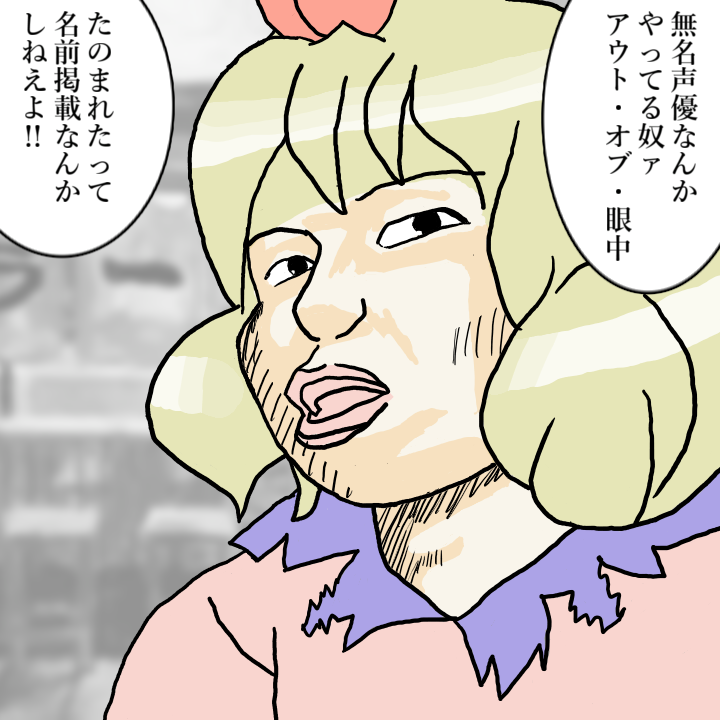 無名声優なんか
やってる奴ァ
アウト・オブ・眼中
たのまれたって
名前掲載なんか
しねえよ!!